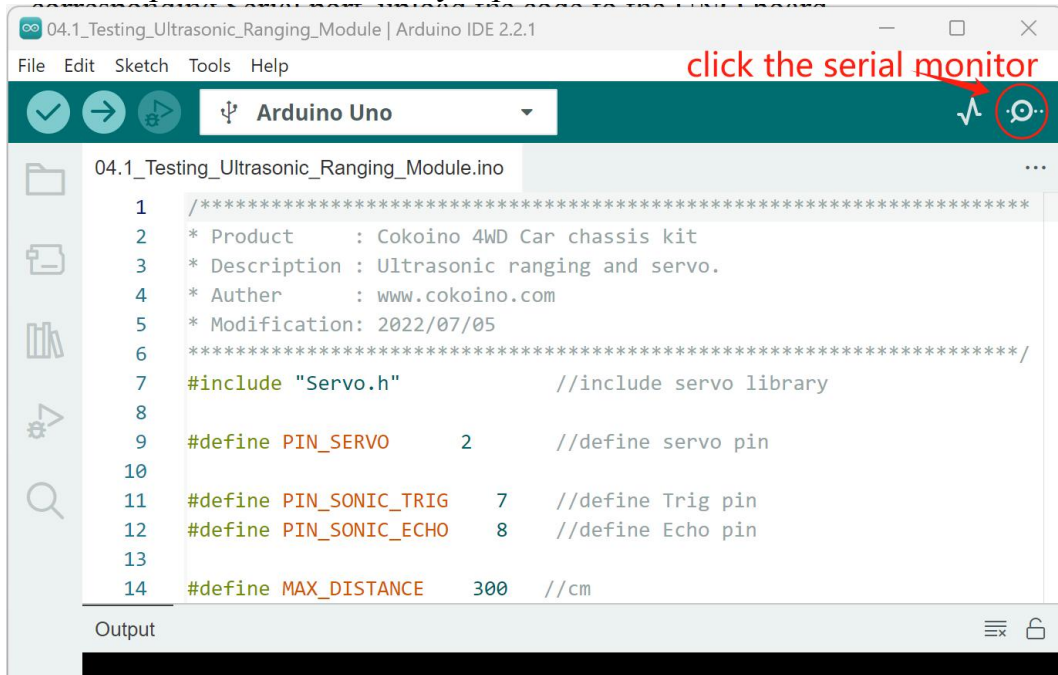 04.1_Testing_Ultrasonic_Ranging_Module | Arduino IDE 2.2.1
File Edit Sketch Tools Help
click the serial monitor
Arduino Uno
04.1_Testing_Ultrasonic_Ranging_Module.ino
1 /**********************************************************************
2 * Product     : Cokoino 4WD Car chassis kit
3 * Description : Ultrasonic ranging and servo.
4 * Auther      : www.cokoino.com
5 * Modification: 2022/07/05
6 **********************************************************************/
7 #include "Servo.h"             //include servo library
8
9 #define PIN_SERVO      2       //define servo pin
10
11 #define PIN_SONIC_TRIG    7    //define Trig pin
12 #define PIN_SONIC_ECHO    8    //define Echo pin
13
14 #define MAX_DISTANCE    300   //cm
Output